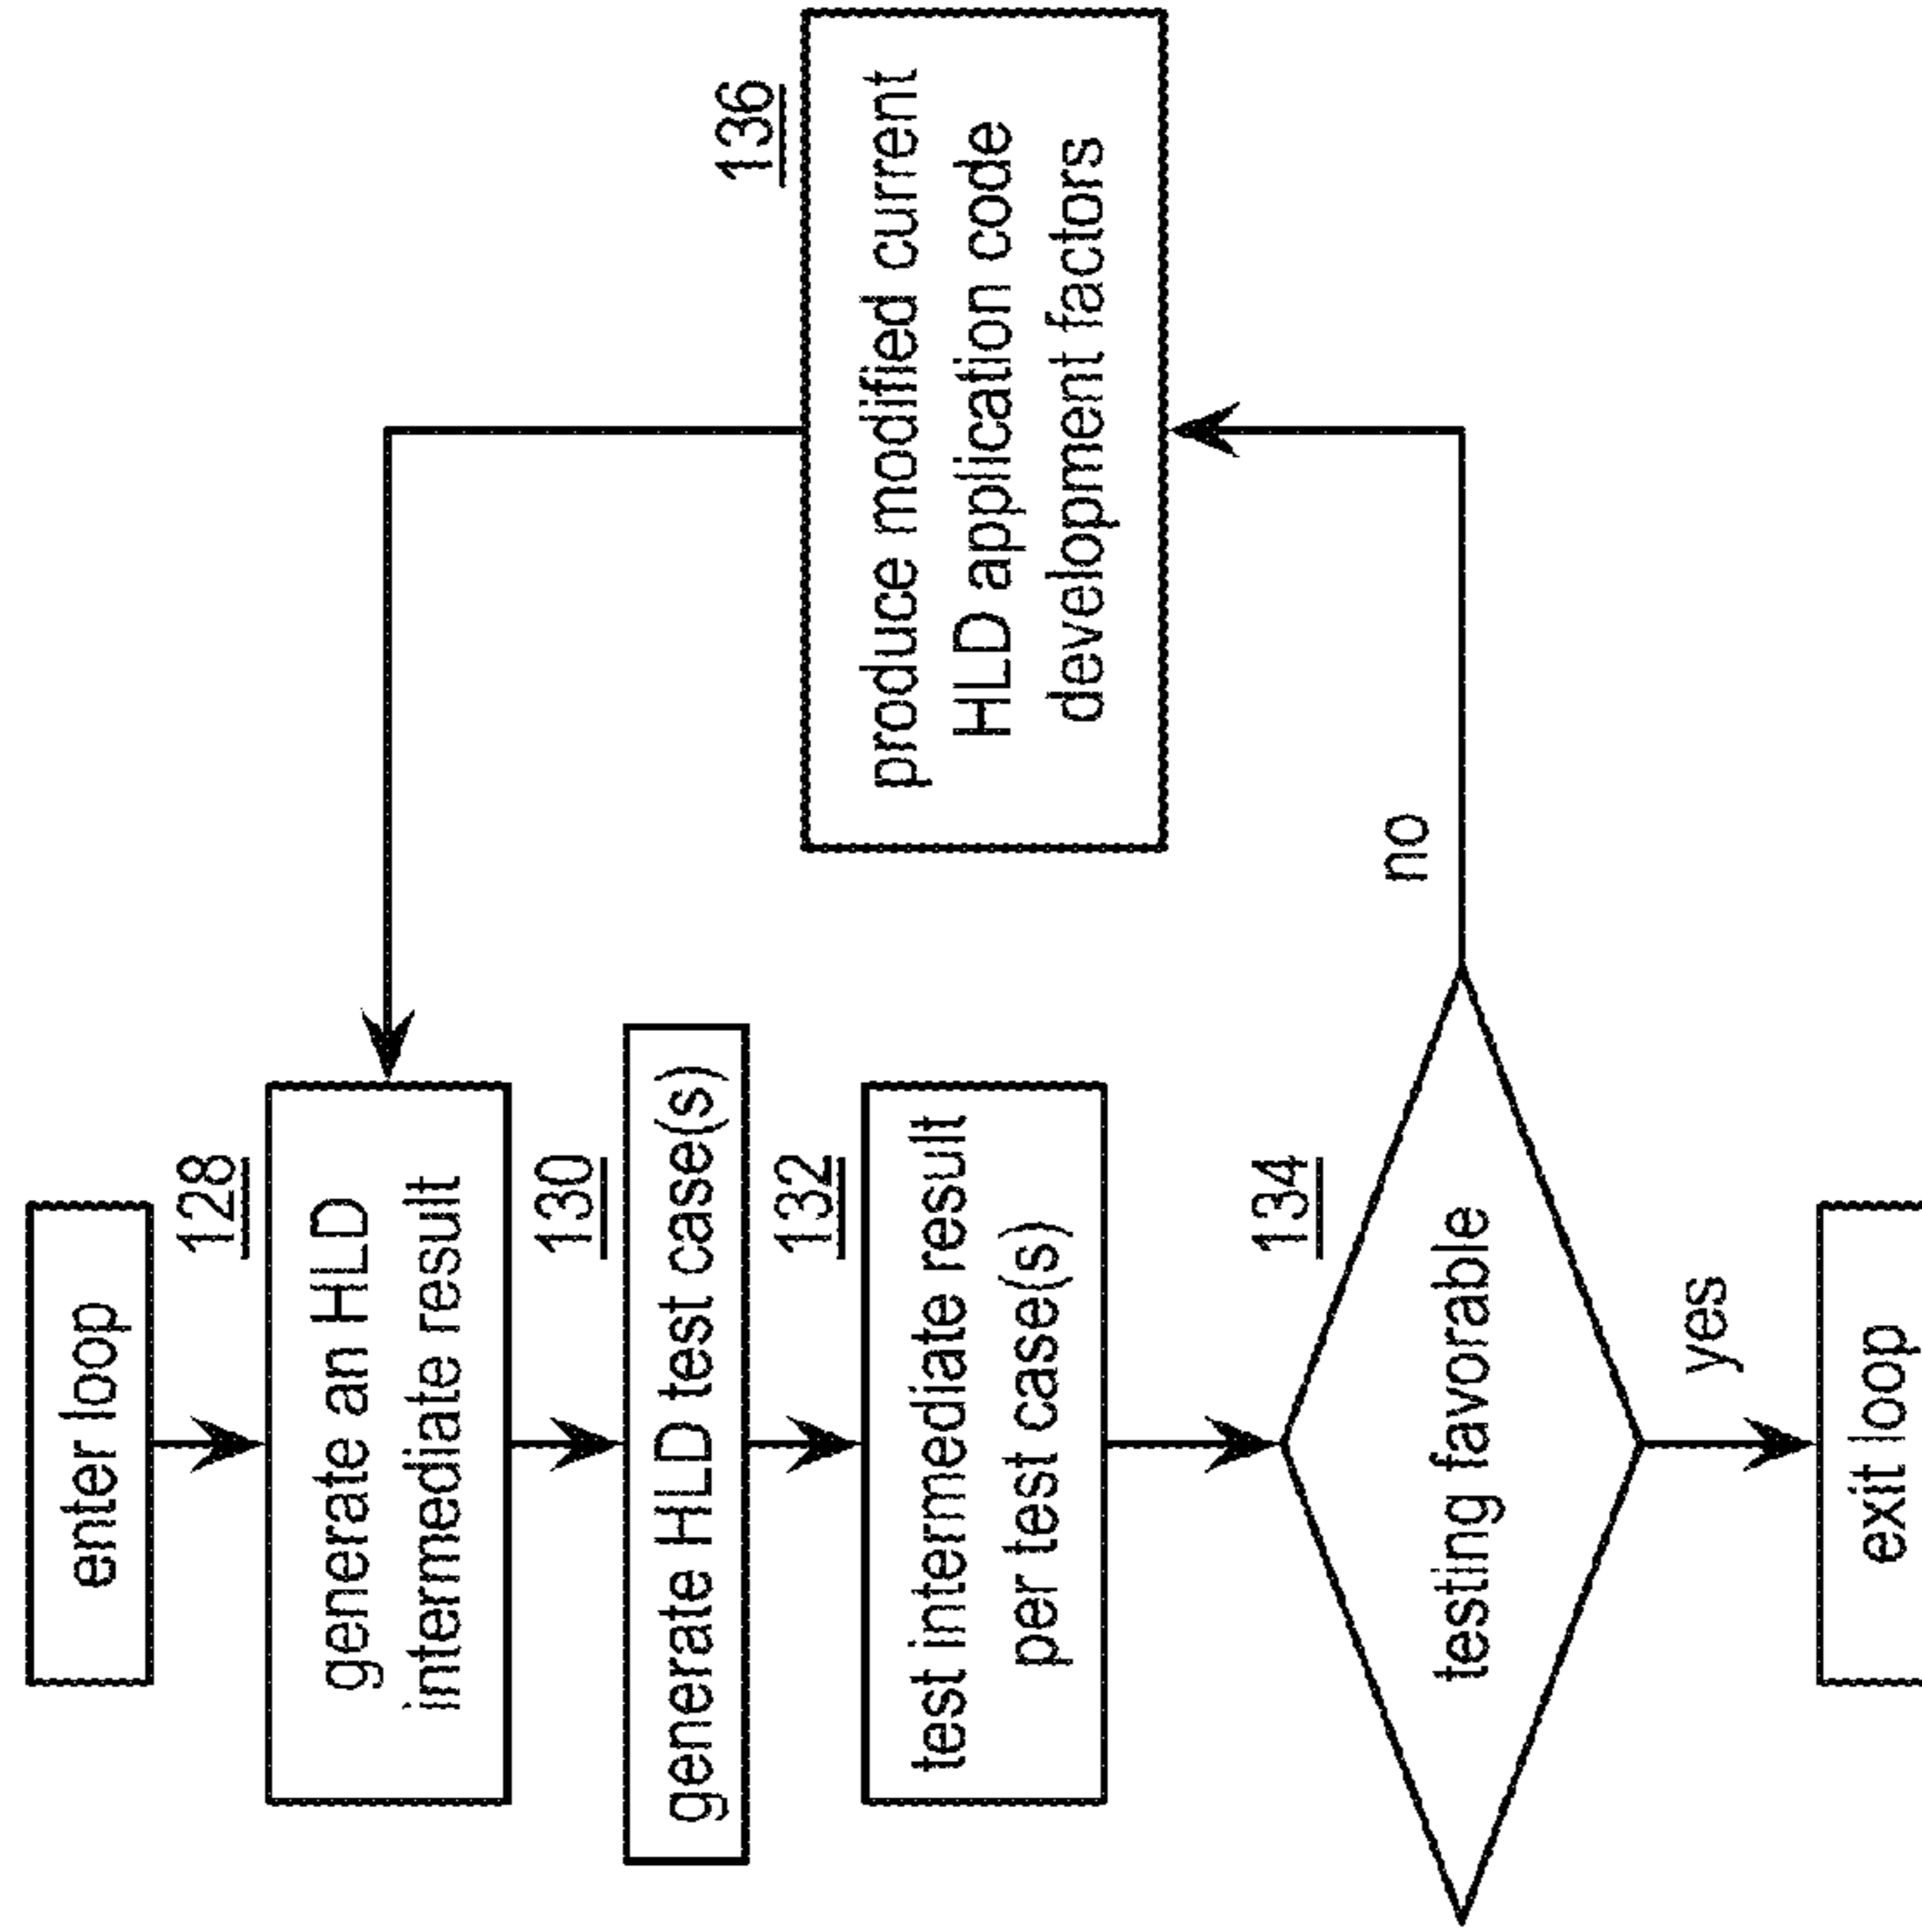 enter loop
128
generate an HLD
intermediate result
130
generate HLD test case(s)
132
test intermediate result
per test case(s)
134
testing favorable
no
yes
exit loop
136
produce modified current
HLD application code
development factors